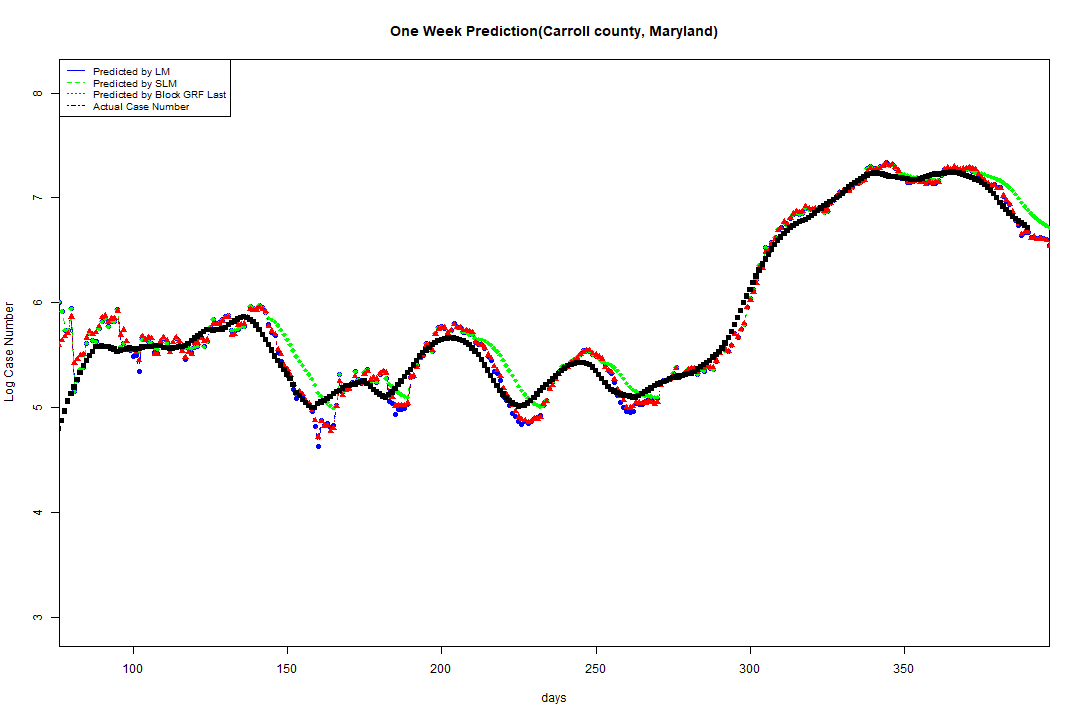 One Week Prediction(Carroll county, Maryland)
Predicted by LM
Predicted by SLM
Predicted by Block GRF Last
Actual Case Number
8
7
6
5
4
3
Log Case Number
100 150 200 250 300 350
days